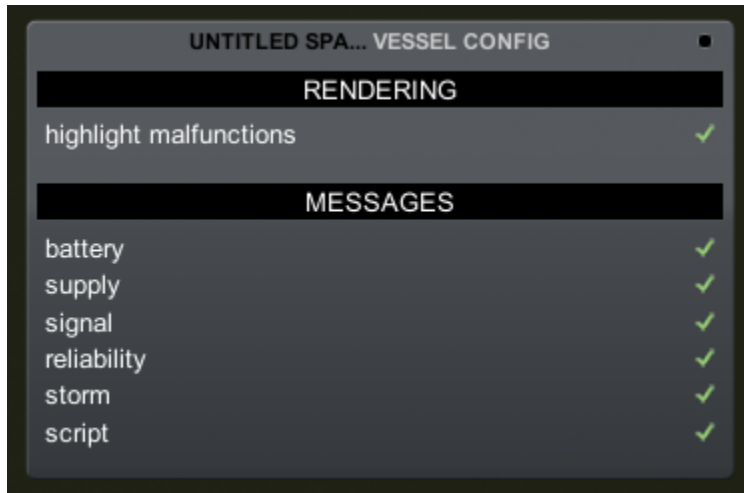 UNTITLED SPA... VESSEL CONFIG
RENDERING
highlight malfunctions
MESSAGES
battery
supply
signal
reliability
storm
script